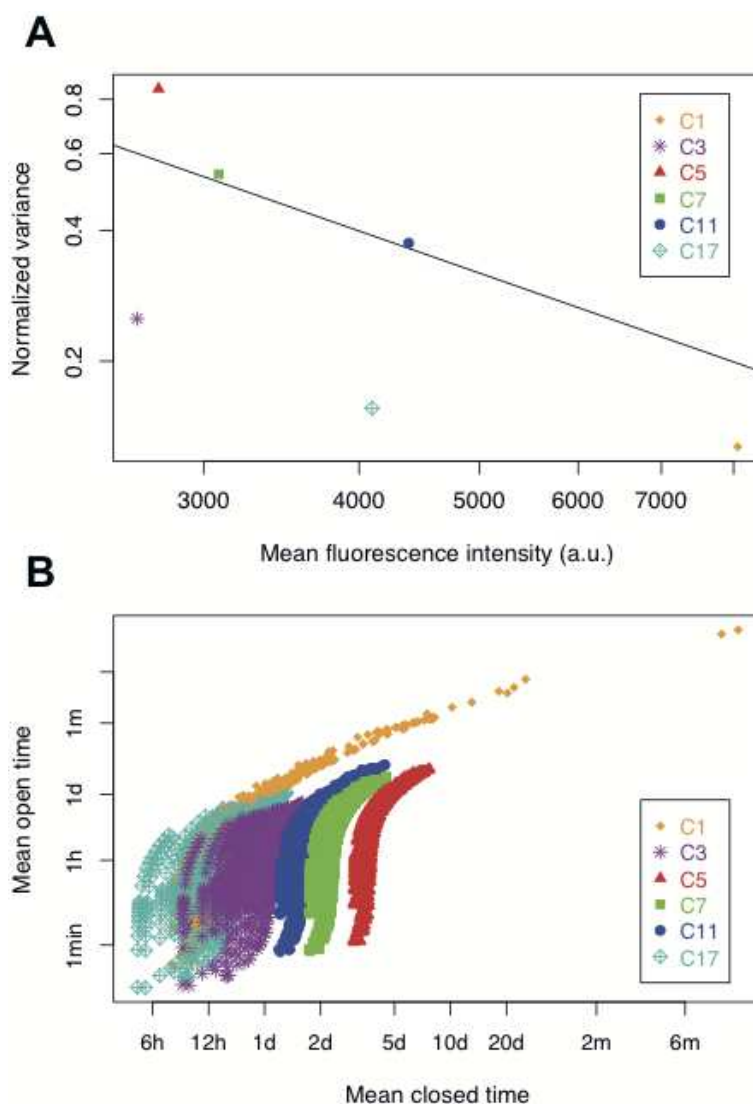 A
Normalized variance
0.8
0.6
0.4
0.2
C1
C3
C5
C7
C11
C17
3000 4000 5000 6000 7000
Mean fluorescence intensity (a.u.)
B
Mean open time
1m
1d
1h
1min
C1
C3
C5
C7
C11
C17
6h 12h 1d 2d 5d 10d 20d 2m 6m
Mean closed time